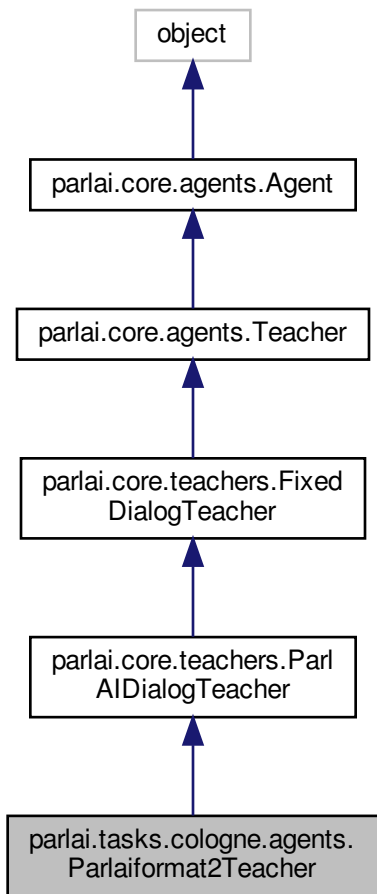 object
parlai.core.agents.Agent
parlai.core.agents.Teacher
parlai.core.teachers.Fixed
DialogTeacher
parlai.core.teachers.Parl
AIDialogTeacher
parlai.tasks.cologne.agents.
Parlaiformat2Teacher